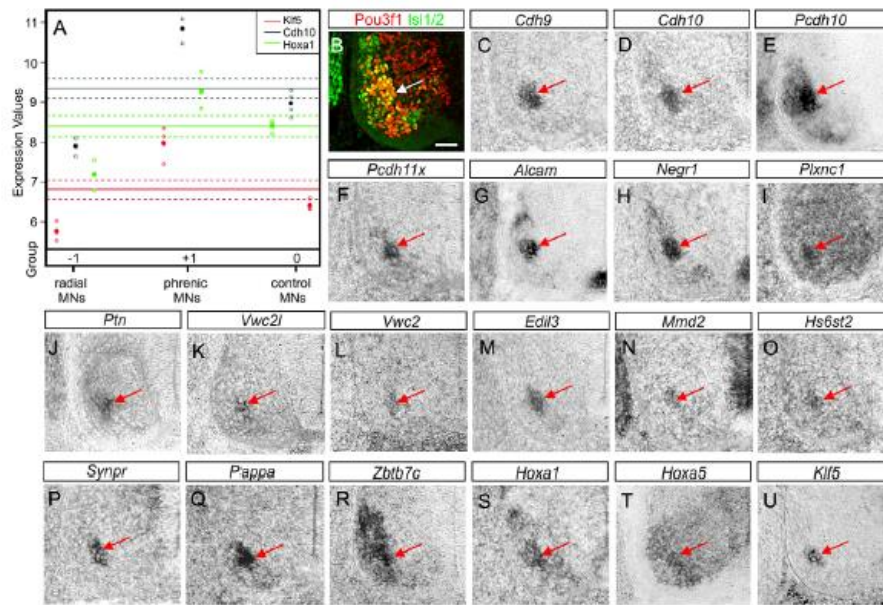 A
Klf5
Cdh10
Hoxa1
Expression Values
11
10
9
8
7
6
Group
-1
+1
0
radial MNs
phrenic MNs
control MNs
B
Pou3f1 Isl1/2
C
Cdh9
D
Cdh10
E
Pcdh10
F
Pcdh11x
G
Alcam
H
Negr1
I
Plxnc1
J
Ptn
K
Vwc2l
L
Vwc2
M
Edil3
N
Mmd2
O
Hs6st2
P
Synpr
Q
Pappa
R
Zbtb7c
S
Hoxa1
T
Hoxa5
U
Klf5